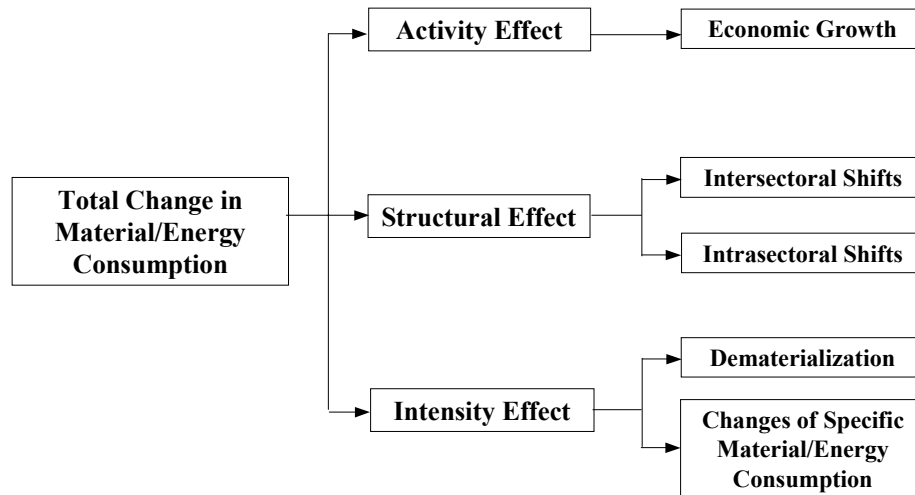 Activity Effect
Economic Growth
Total Change in
Material/Energy
Consumption
Structural Effect
Intersectoral Shifts
Intrasectoral Shifts
Intensity Effect
Dematerialization
Changes of Specific
Material/Energy
Consumption